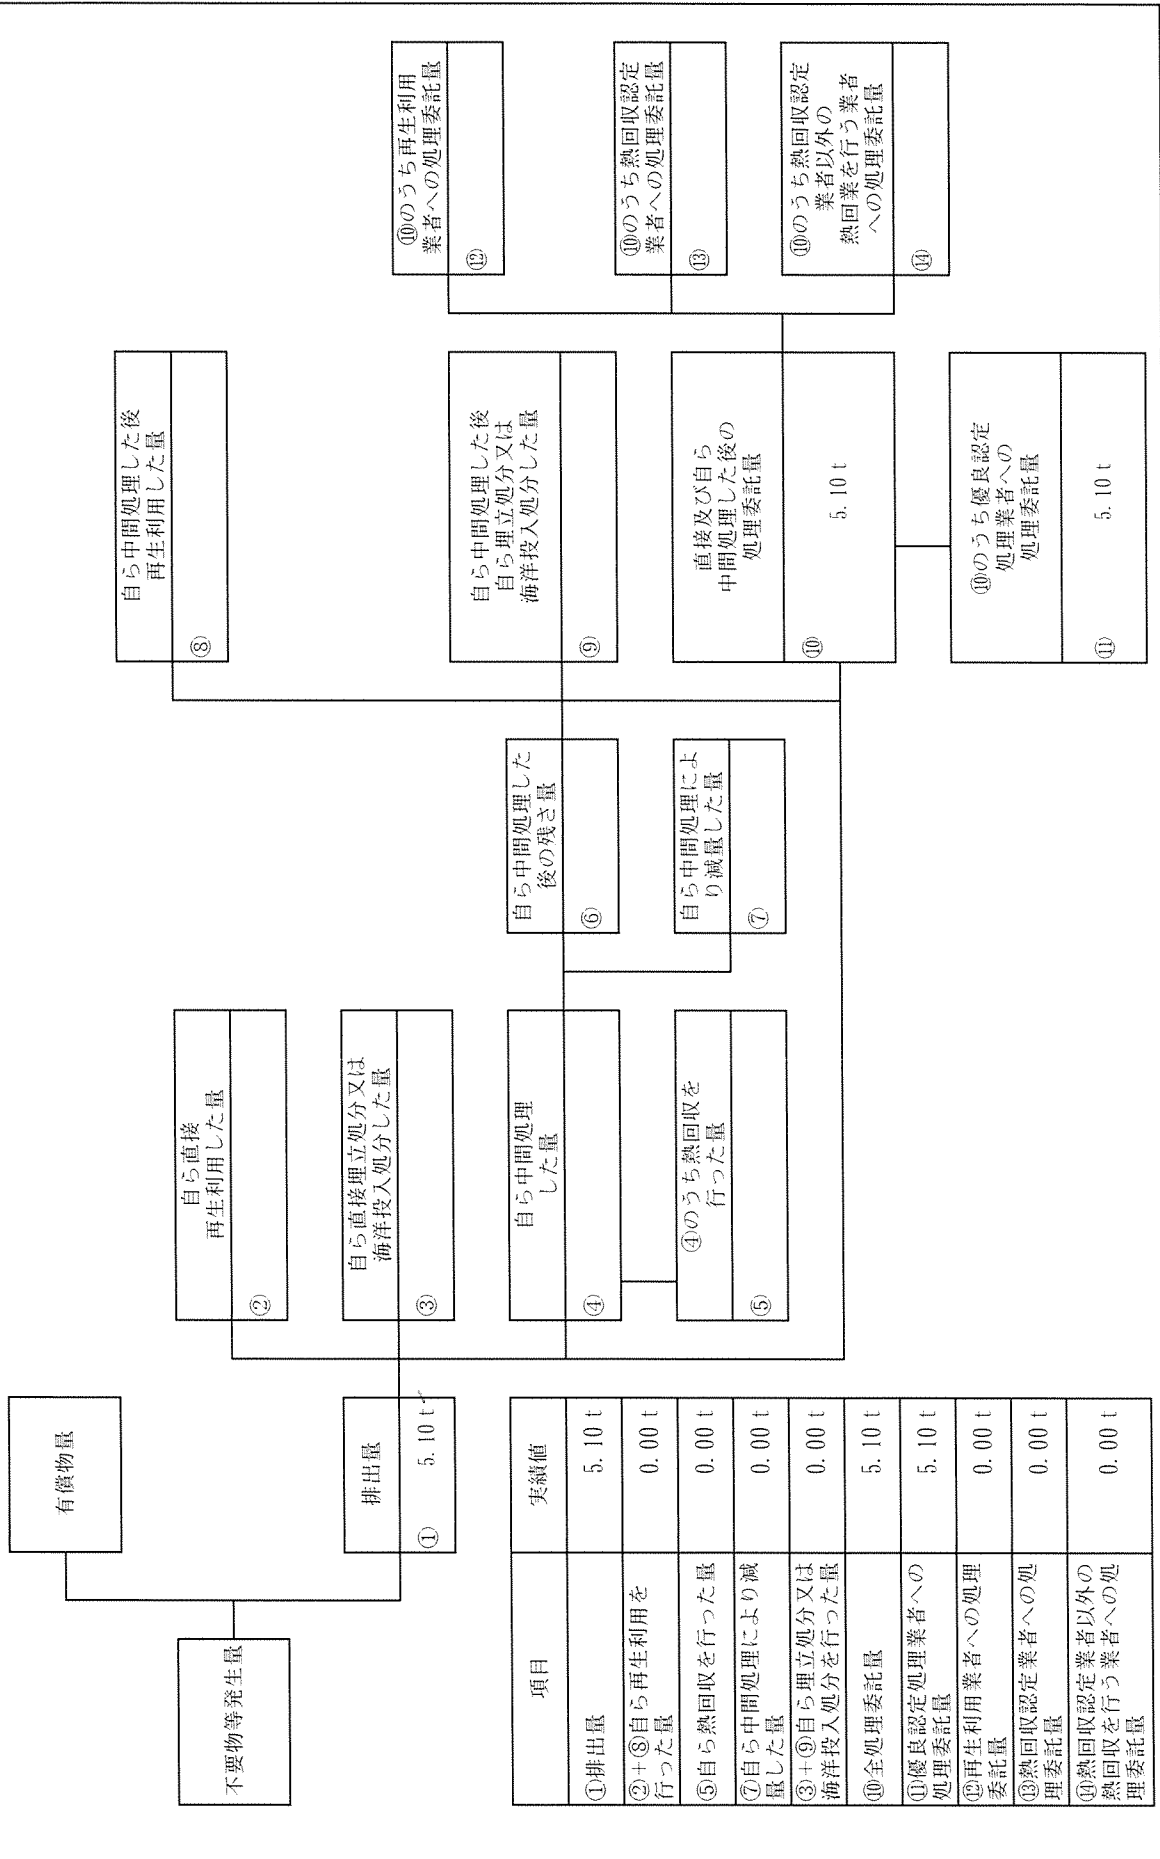 不要物等発生量
有償物量
排出量
① 5.10 t
自ら直接
再生利用した量
②
自ら直接埋立処分又は
海洋投入処分した量
③
自ら中間処理
した量
④
④のうち熱回収を
行った量
⑤
自ら中間処理した
後の残さ量
⑥
自ら中間処理によ
り減量した量
⑦
自ら中間処理した後
再生利用した量
⑧
自ら中間処理した後
自ら埋立処分又は
海洋投入処分した量
⑨
直接及び自ら
中間処理した後の
処理委託量
⑩ 5.10 t
⑩のうち優良認定
処理業者への
処理委託量
⑪ 5.10 t
⑩のうち再生利用
業者への処理委託量
⑫
⑩のうち熱回収認定
業者への処理委託量
⑬
⑩のうち熱回収認定
業者以外の
熱回業を行う業者
への処理委託量
⑭
項目 実績値
①排出量 5.10 t
②+⑧自ら再生利用を
行った量 0.00 t
⑤自ら熱回収を行った量 0.00 t
⑦自ら中間処理により減
量した量 0.00 t
③+⑨自ら埋立処分又は
海洋投入処分を行った量 0.00 t
⑩全処理委託量 5.10 t
⑪優良認定処理業者への
処理委託量 5.10 t
⑫再生利用業者への処理
委託量 0.00 t
⑬熱回収認定業者への処
理委託量 0.00 t
⑭熱回収認定業者以外の
熱回収を行う業者への処
理委託量 0.00 t